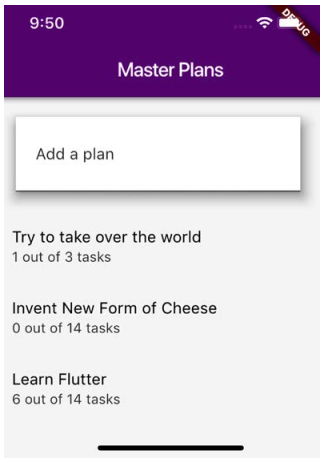 9:50
DEBUG
Master Plans
Add a plan
Try to take over the world
1 out of 3 tasks
Invent New Form of Cheese
0 out of 14 tasks
Learn Flutter
6 out of 14 tasks